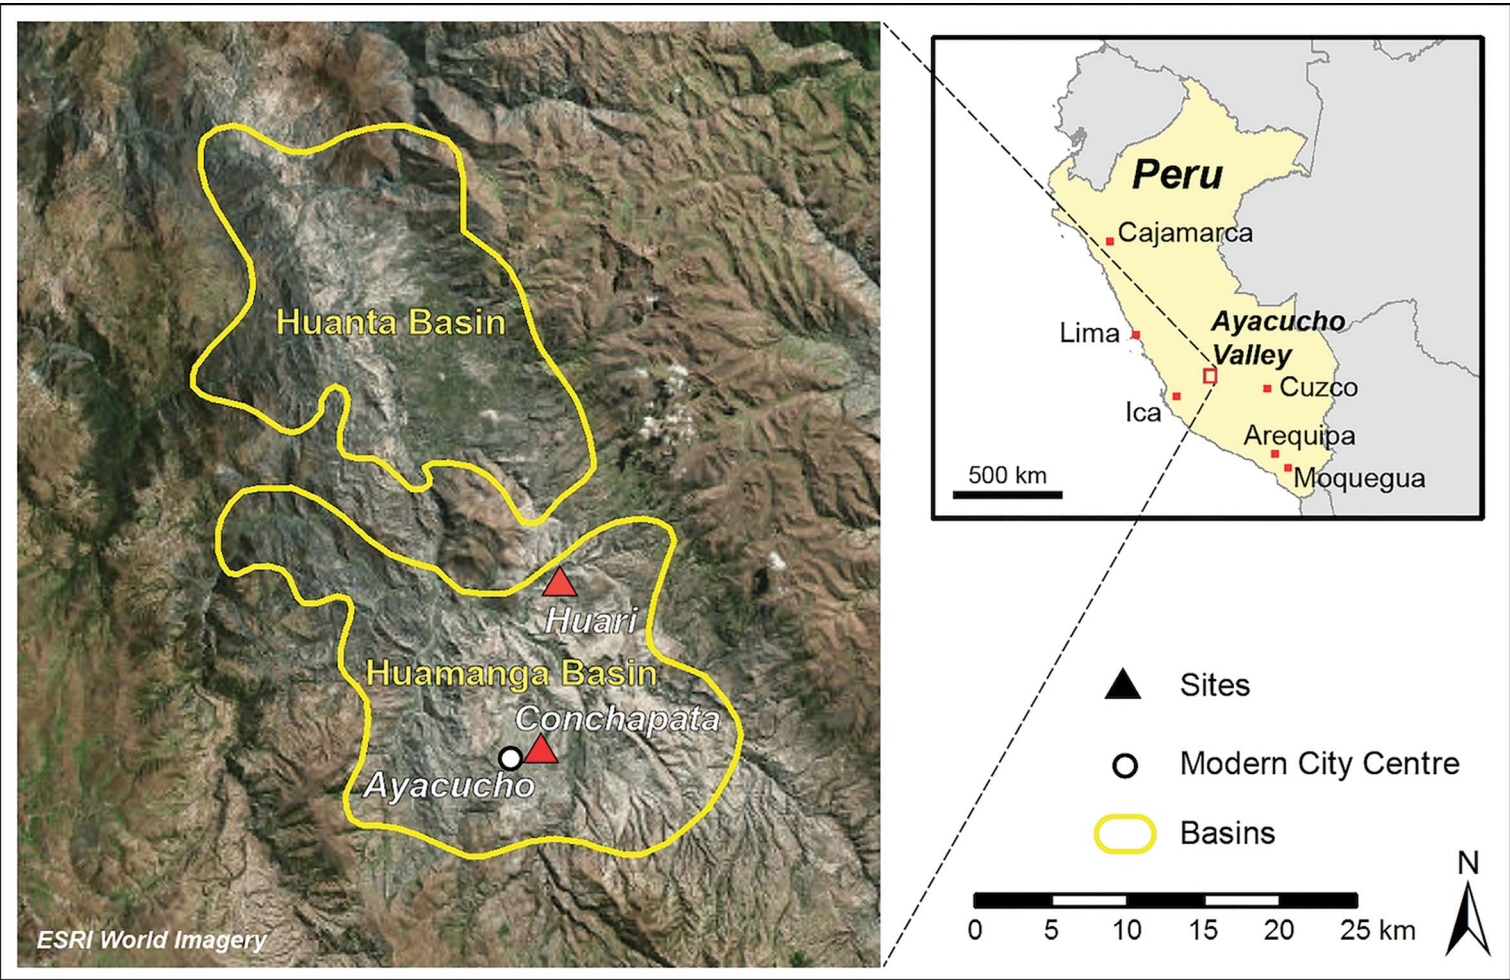 Huanta Basin
Huari
Huamanga Basin
Conchapata
Ayacucho
ESRI World Imagery
Peru
Cajamarca
Ayacucho
Valley
Lima
Cuzco
Ica
Arequipa
Moquegua
500 km
Sites
Modern City Centre
Basins
N
0 5 10 15 20 25 km